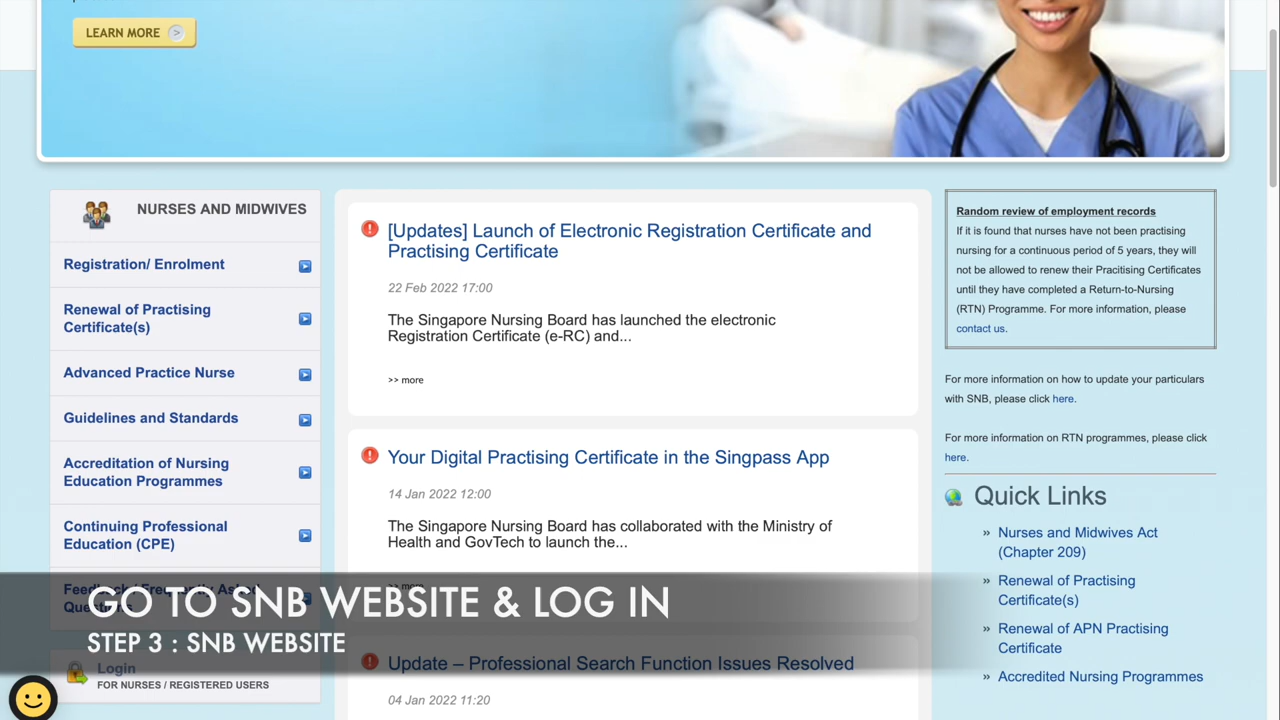 LEARN MORE
NURSES AND MIDWIVES
Registration/ Enrolment
Renewal of Practising
Certificate(s)
Advanced Practice Nurse
Guidelines and Standards
Accreditation of Nursing
Education Programmes
Continuing Professional
Education (CPE)
Feedback / Frequently Asked
Questions
Login
FOR NURSES / REGISTERED USERS
[Updates] Launch of Electronic Registration Certificate and
Practising Certificate
22 Feb 2022 17:00
The Singapore Nursing Board has launched the electronic
Registration Certificate (e-RC) and...
>> more
Your Digital Practising Certificate in the Singpass App
14 Jan 2022 12:00
The Singapore Nursing Board has collaborated with the Ministry of
Health and GovTech to launch the...
>> more
Update – Professional Search Function Issues Resolved
04 Jan 2022 11:20
Random review of employment records
If it is found that nurses have not been practising
nursing for a continuous period of 5 years, they will
not be allowed to renew their Pracitising Certificates
until they have completed a Return-to-Nursing
(RTN) Programme. For more information, please
contact us.
For more information on how to update your particulars
with SNB, please click here.
For more information on RTN programmes, please click
here.
Quick Links
» Nurses and Midwives Act
(Chapter 209)
» Renewal of Practising
Certificate(s)
» Renewal of APN Practising
Certificate
» Accredited Nursing Programmes
GO TO SNB WEBSITE & LOG IN
STEP 3 : SNB WEBSITE